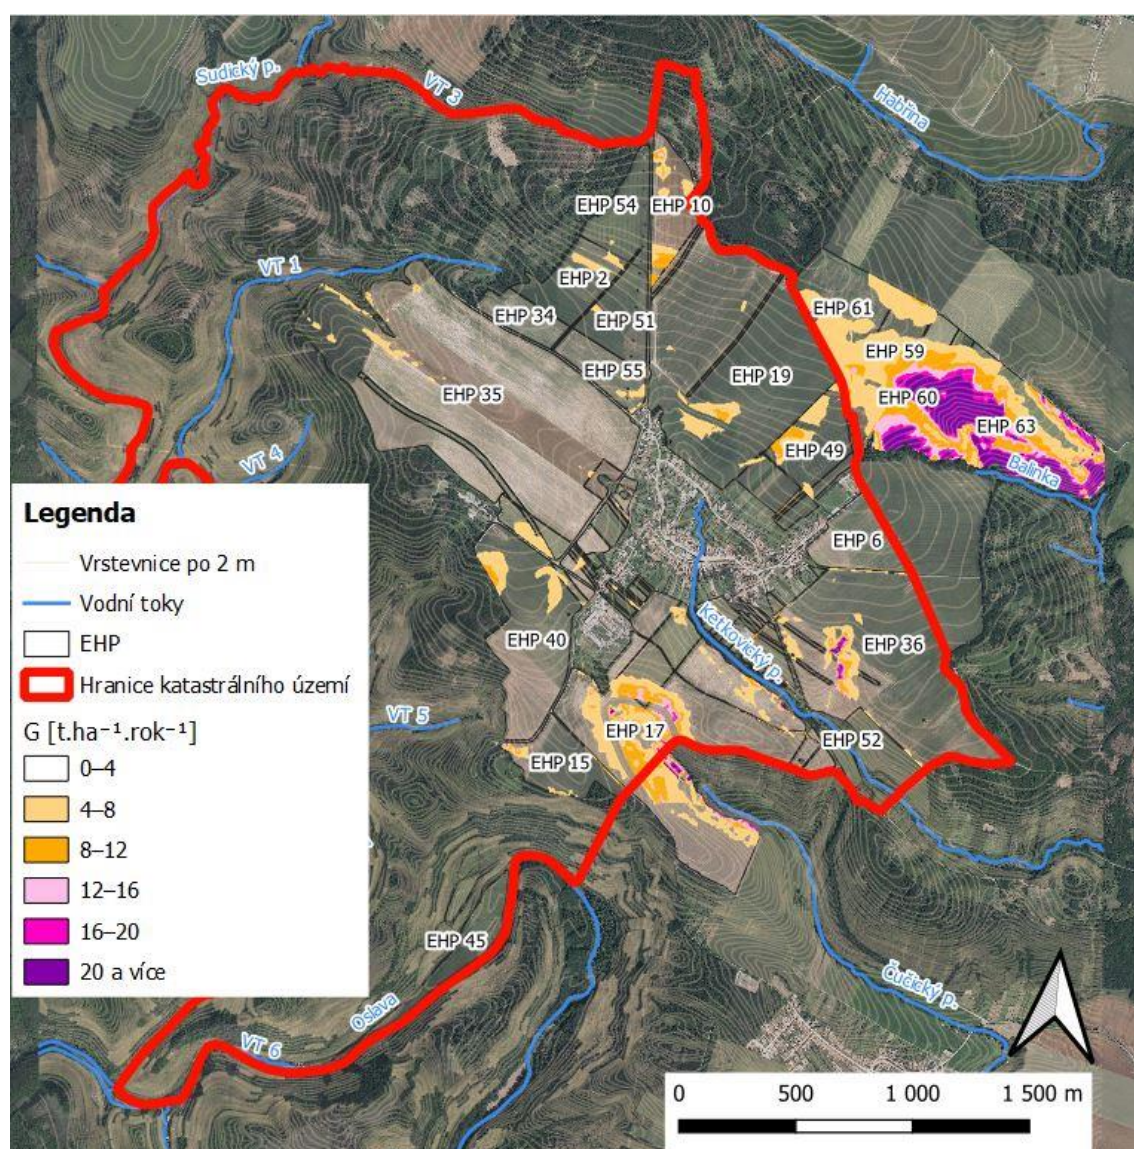 Sudický p.
VT 3
Habřina
EHP 54
EHP 10
VT 1
EHP 2
EHP 61
EHP 34
EHP 51
EHP 59
EHP 55
EHP 19
EHP 35
EHP 60
EHP 63
VT 4
EHP 49
Balinka
Legenda
Vrstevnice po 2 m
Vodní toky
EHP
Hranice katastrálního území
G [t.ha⁻¹.rok⁻¹]
0–4
4–8
8–12
12–16
16–20
20 a více
EHP 6
EHP 40
Ketkovický p.
EHP 36
VT 5
EHP 17
EHP 52
EHP 15
EHP 45
Oslava
VT 6
Čučický p.
0 500 1 000 1 500 m